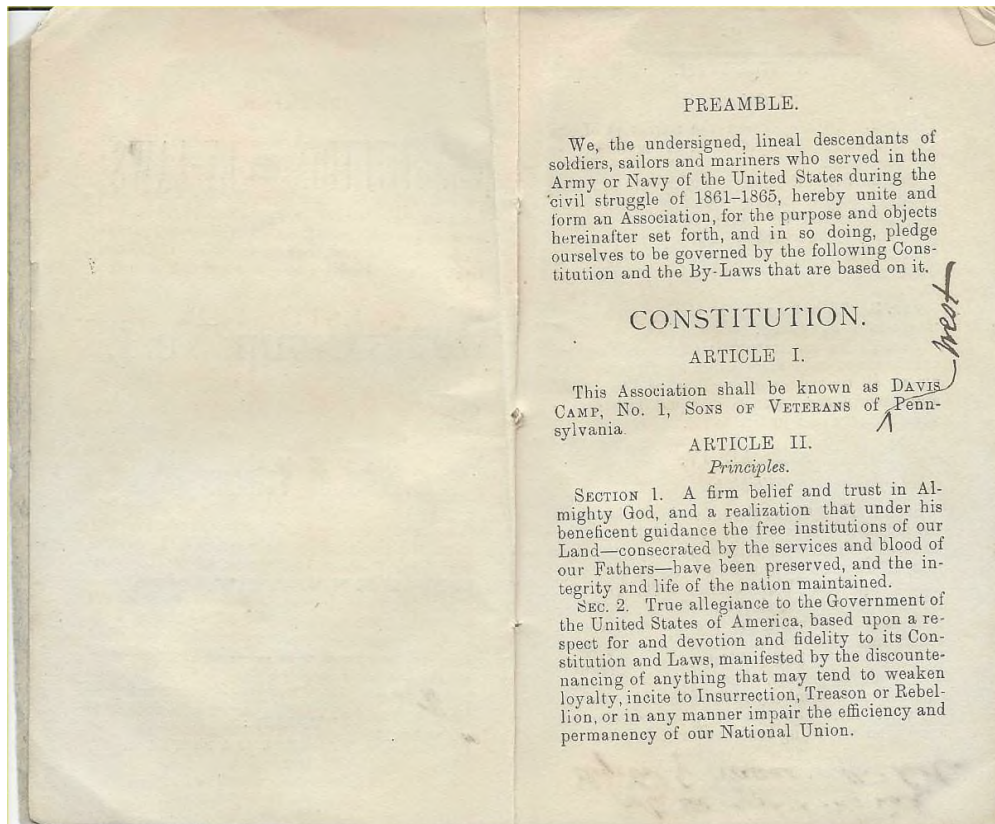 PREAMBLE.
We, the undersigned, lineal descendants of
soldiers, sailors and mariners who served in the
Army or Navy of the United States during the
civil struggle of 1861–1865, hereby unite and
form an Association, for the purpose and objects
hereinafter set forth, and in so doing, pledge
ourselves to be governed by the following Cons-
titution and the By-Laws that are based on it.
CONSTITUTION.
ARTICLE I.
This Association shall be known as DAVIS
CAMP, No. 1, SONS OF VETERANS of Penn-
west
sylvania.
ARTICLE II.
Principles.
SECTION 1. A firm belief and trust in Al-
mighty God, and a realization that under his
beneficent guidance the free institutions of our
Land—consecrated by the services and blood of
our Fathers—have been preserved, and the in-
tegrity and life of the nation maintained.
SEC. 2. True allegiance to the Government of
the United States of America, based upon a re-
spect for and devotion and fidelity to its Con-
stitution and Laws, manifested by the discounte-
nancing of anything that may tend to weaken
loyalty, incite to Insurrection, Treason or Rebel-
lion, or in any manner impair the efficiency and
permanency of our National Union.